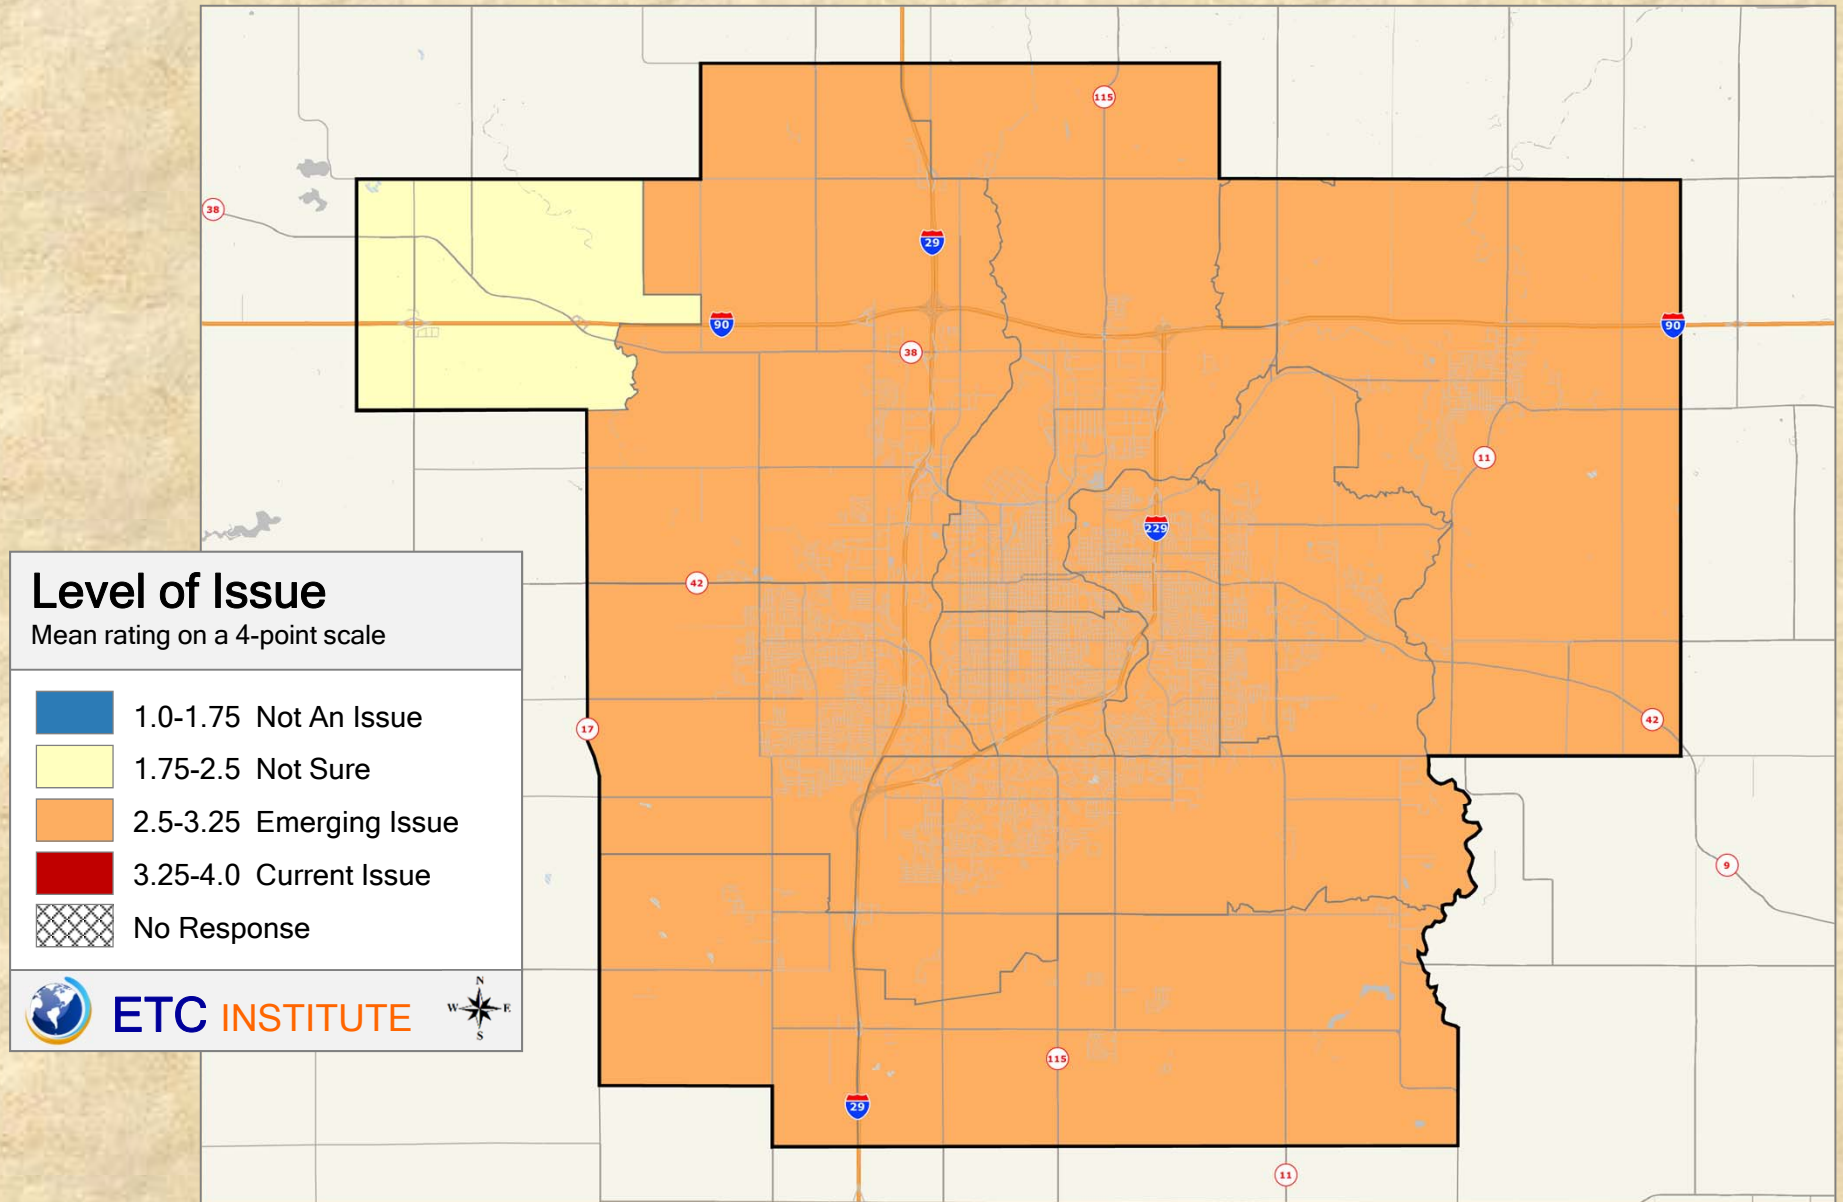 115
38
29
90
90
38
11
229
42
Level of Issue
Mean rating on a 4-point scale
1.0-1.75 Not An Issue
1.75-2.5 Not Sure
2.5-3.25 Emerging Issue
3.25-4.0 Current Issue
No Response
17
42
9
ETC INSTITUTE
N
W E
S
115
29
11